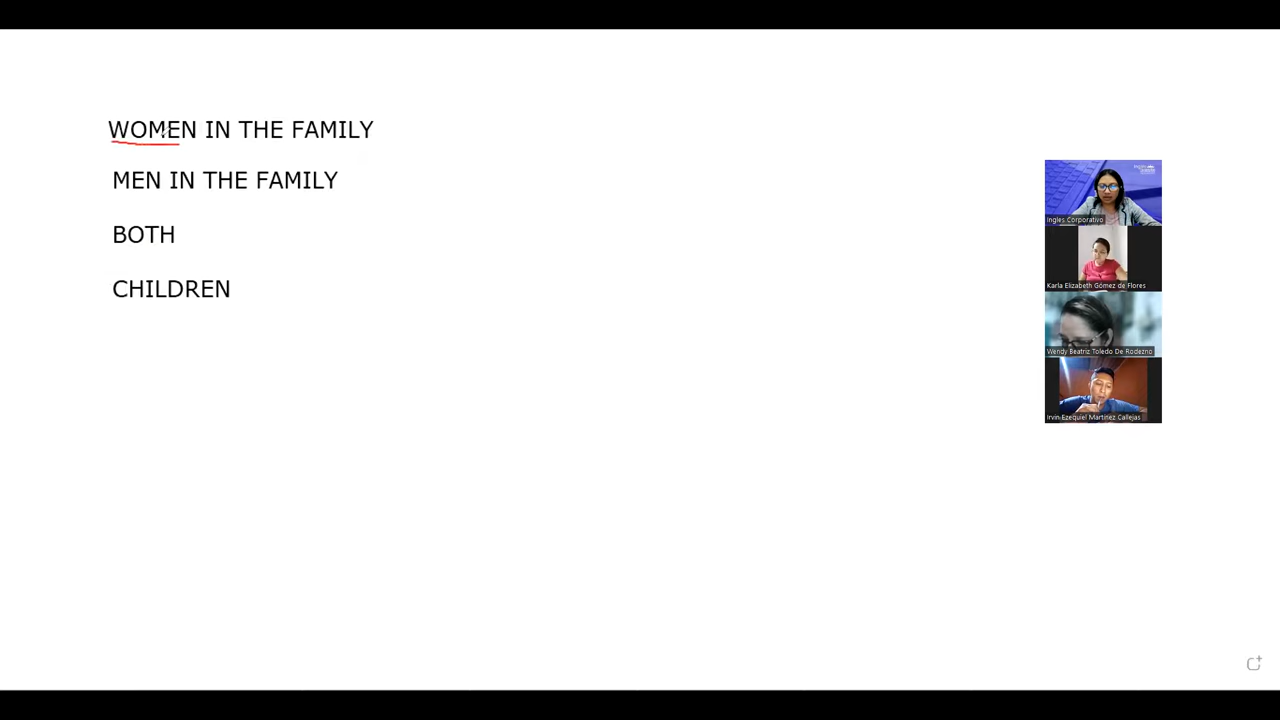 WOMEN IN THE FAMILY
MEN IN THE FAMILY
BOTH
CHILDREN
Ingles Corporativo
Karla Elizabeth Gómez de Flores
Wendy Beatriz Toledo De Rodezno
Irvin Ezequiel Martinez Callejas